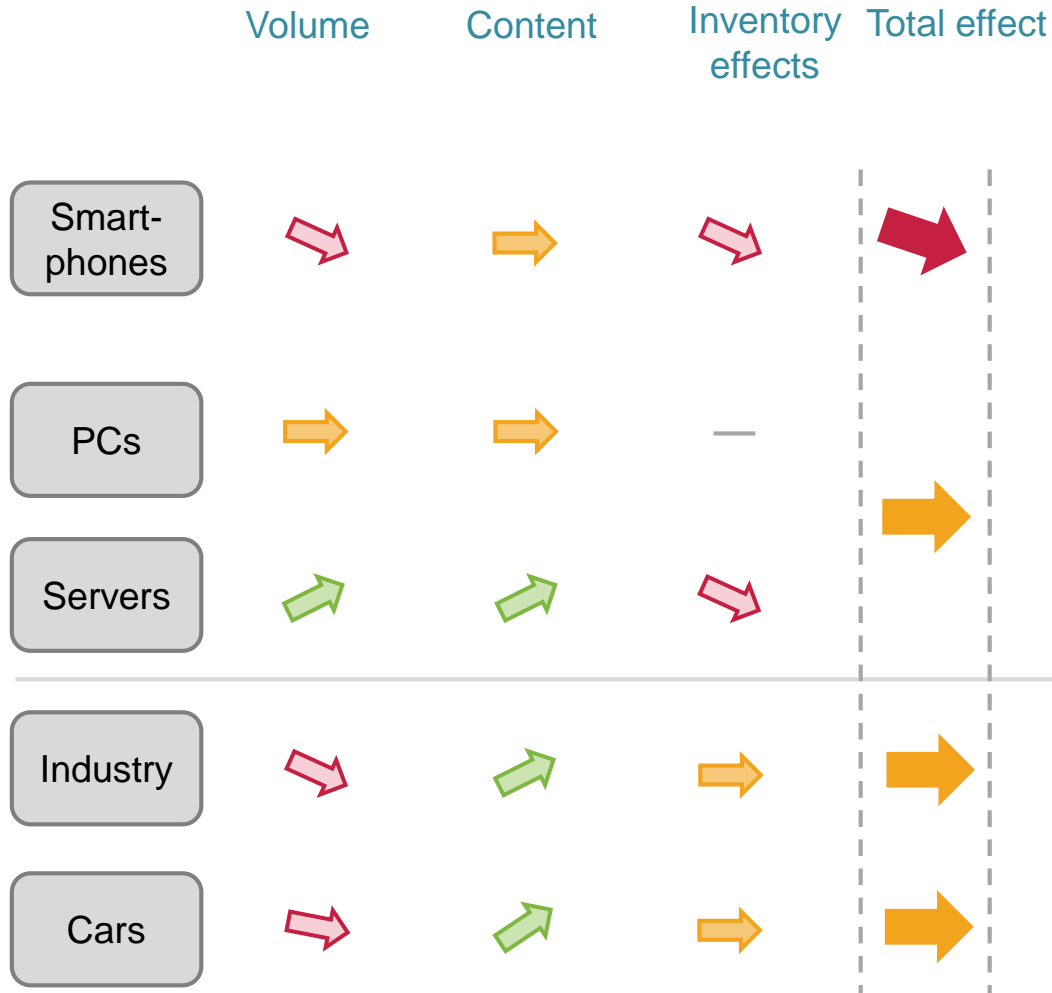 Volume
Content
Inventory
effects
Total effect
Smart-
phones
PCs
Servers
Industry
Cars